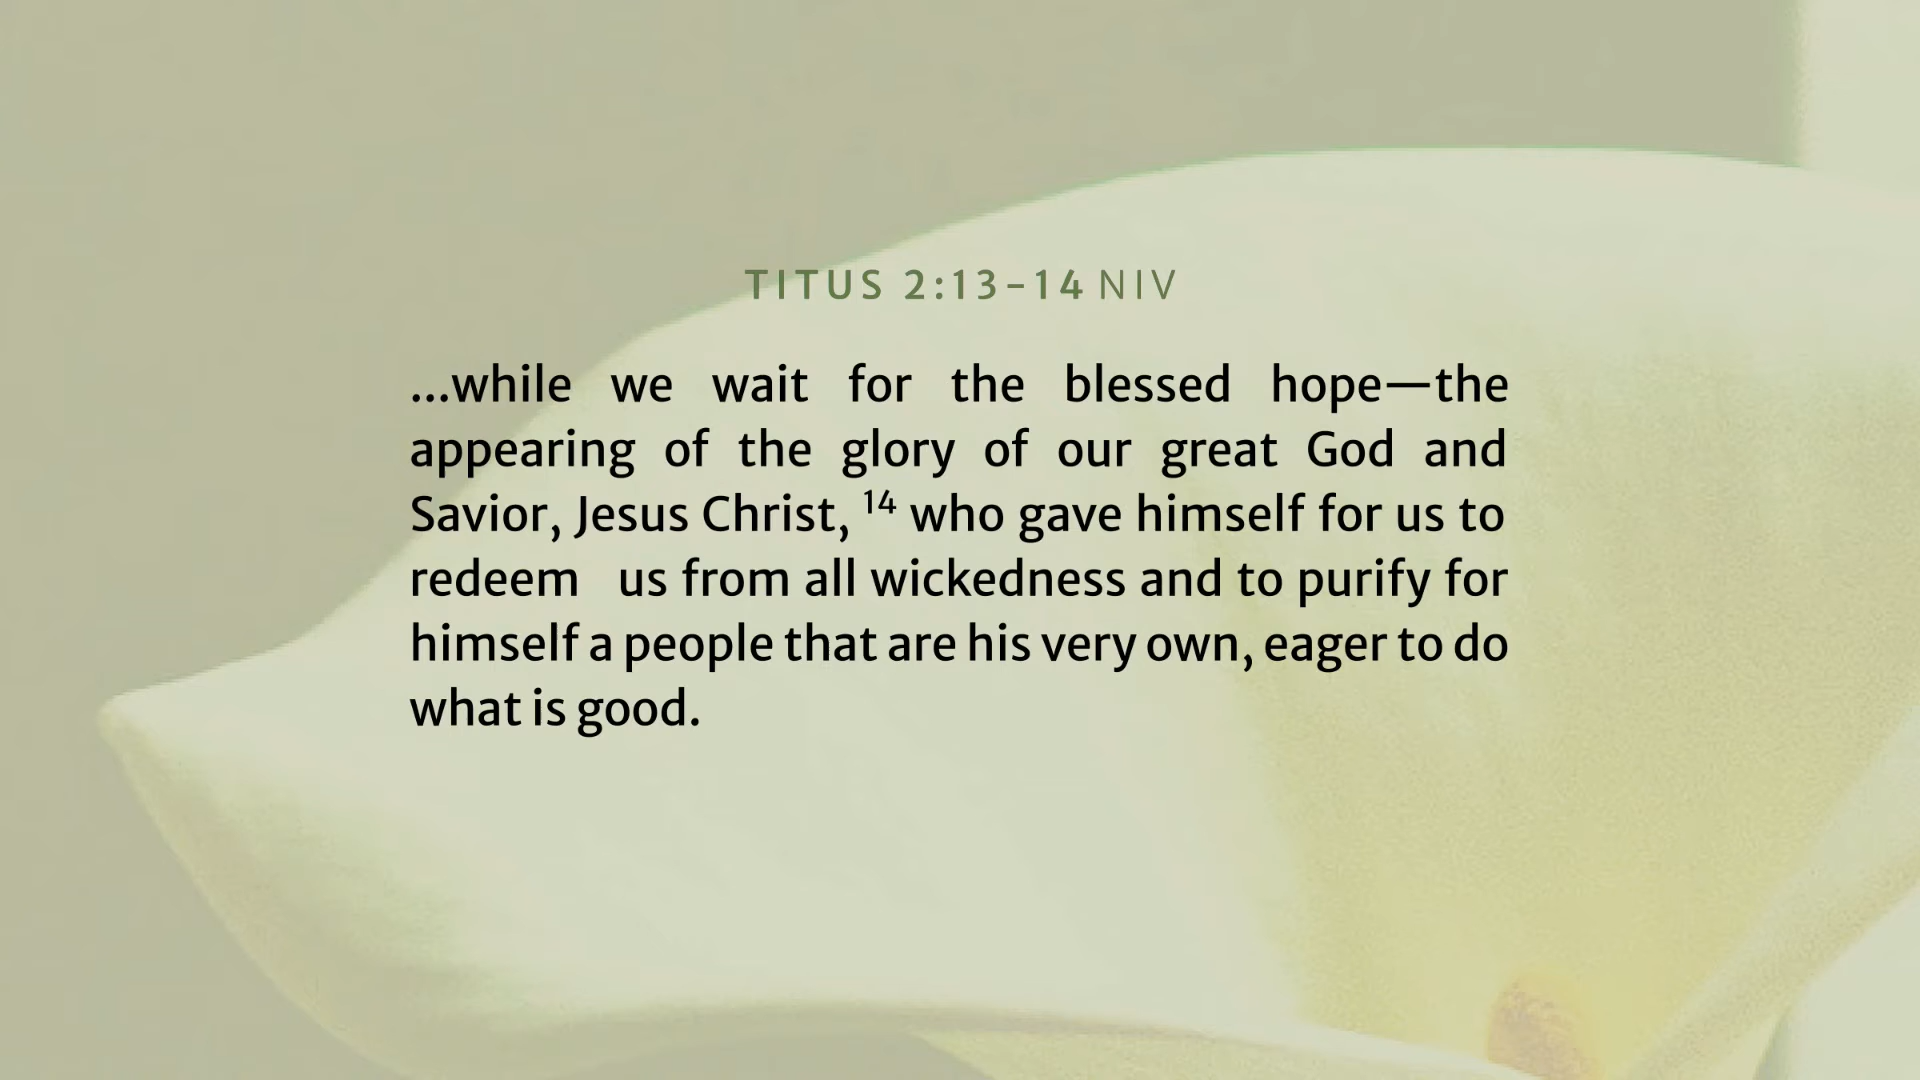 TITUS 2:13-14 NIV
...while we wait for the blessed hope—the
appearing of the glory of our great God and
Savior, Jesus Christ, ¹⁴ who gave himself for us to
redeem us from all wickedness and to purify for
himself a people that are his very own, eager to do
what is good.